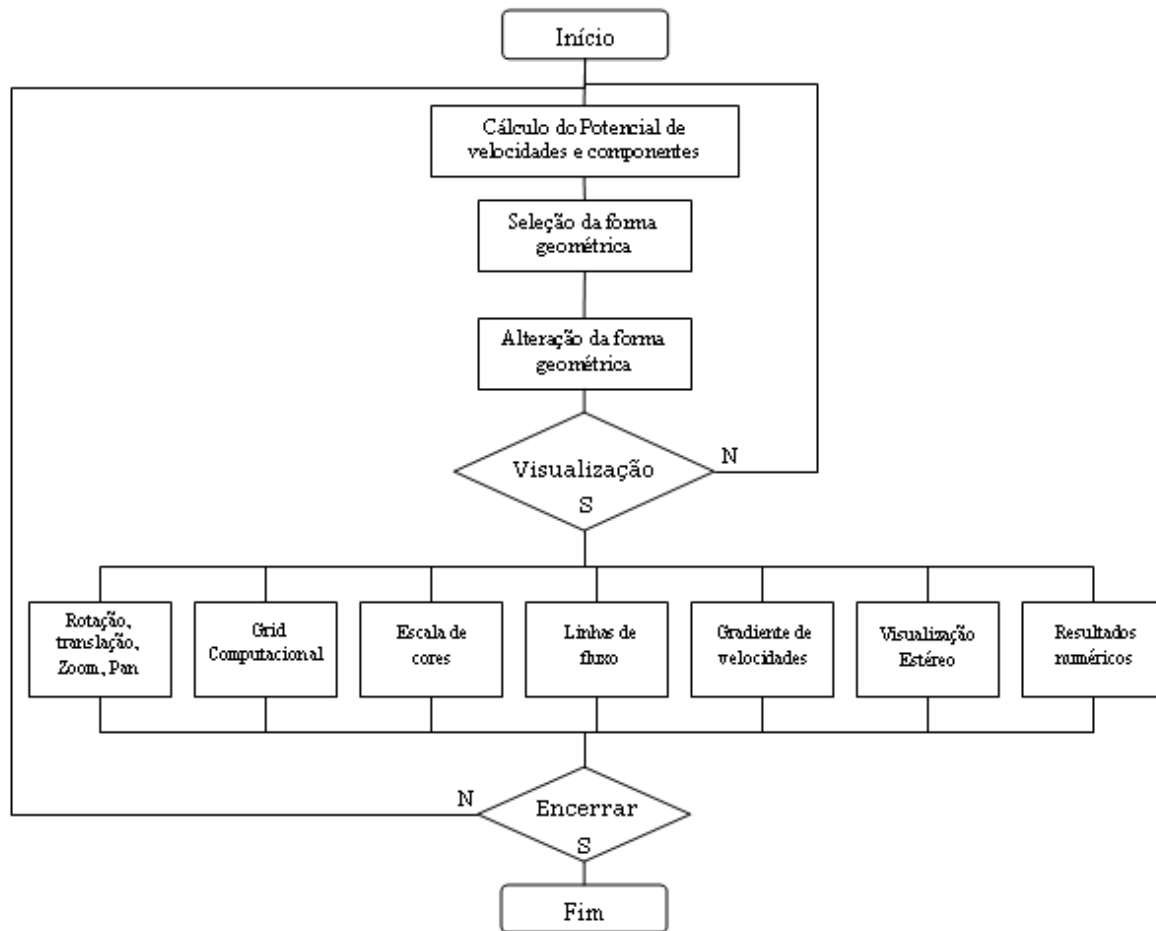 Início
Cálculo do Potencial de
velocidades e componentes
Seleção da forma
geométrica
Alteração da forma
geométrica
Visualização
N
S
Rotação,
translação,
Zoom, Pan
Grid
Computacional
Escala de
cores
Linhas de
fluxo
Gradiente de
velocidades
Visualização
Estéreo
Resultados
numéricos
N
Encerrar
S
Fim